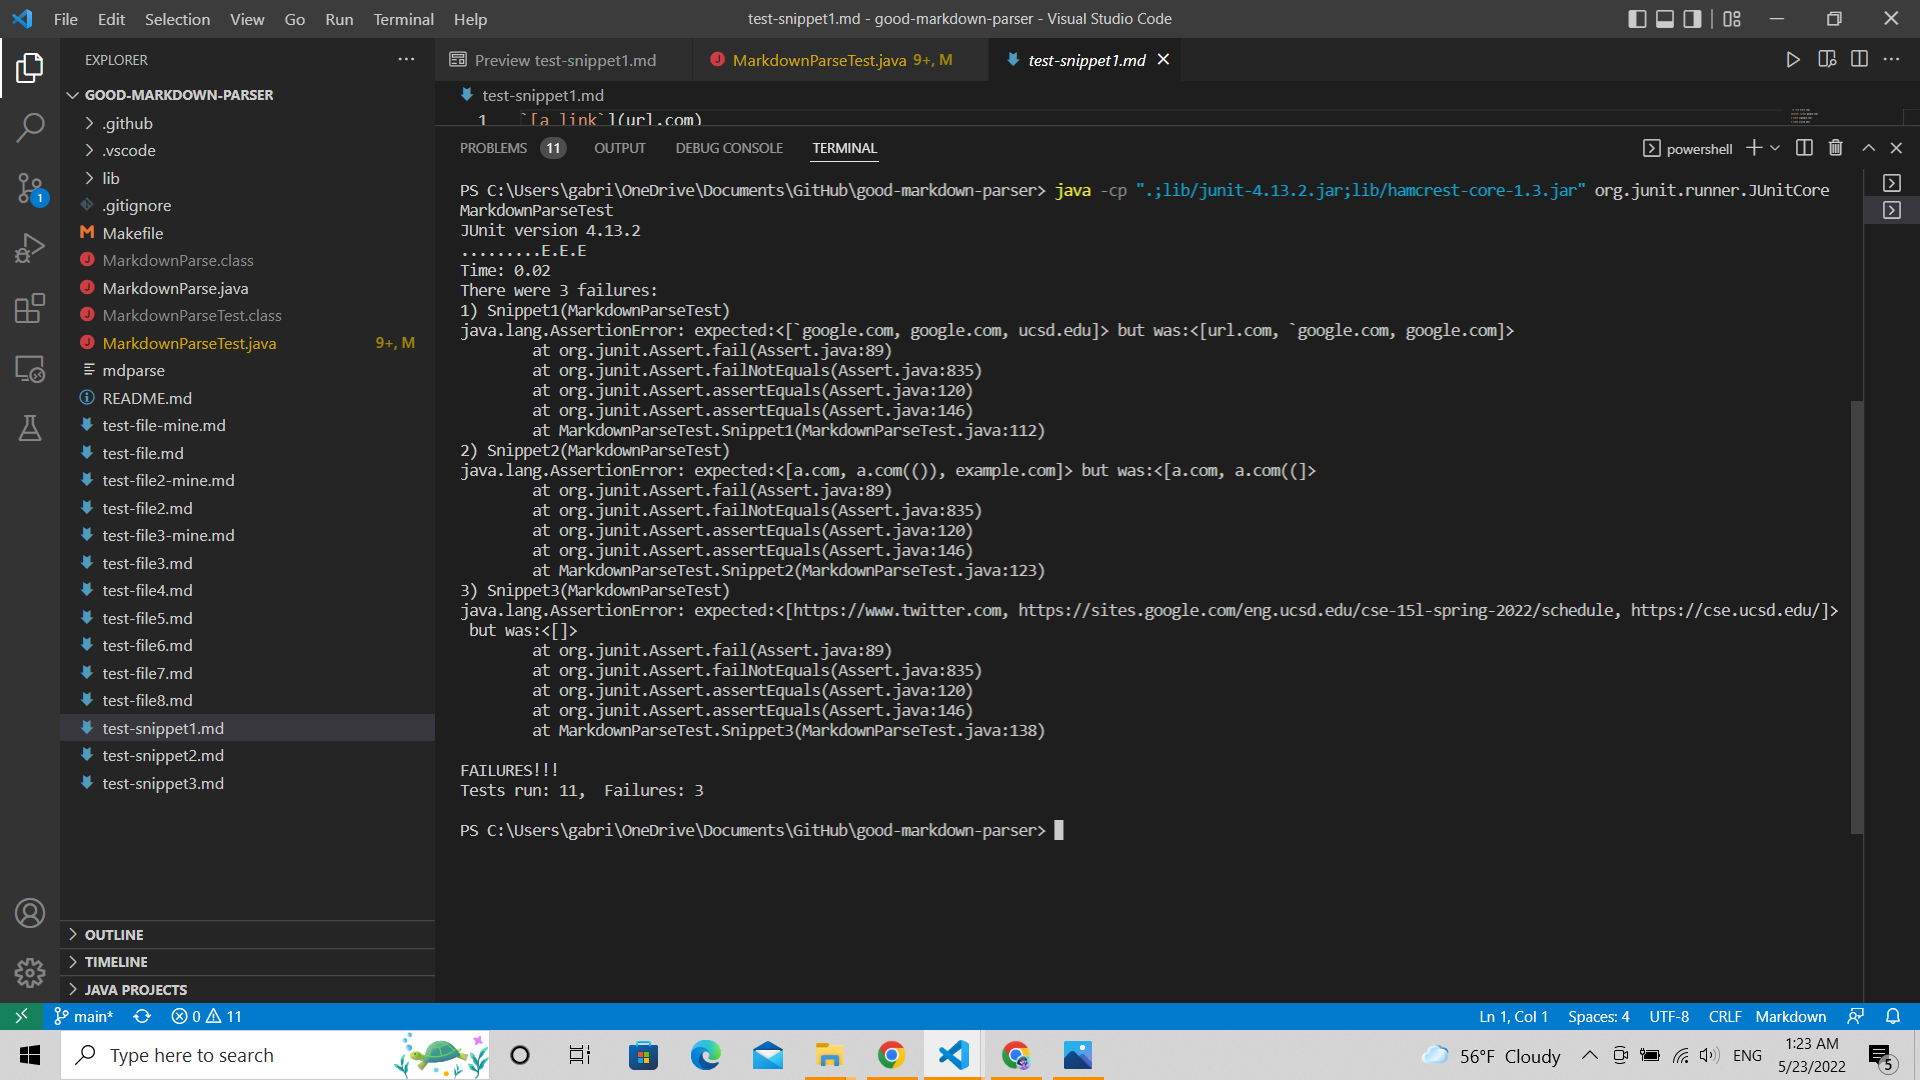 File Edit Selection View Go Run Terminal Help
test-snippet1.md - good-markdown-parser - Visual Studio Code
EXPLORER
Preview test-snippet1.md
MarkdownParseTest.java 9+, M
test-snippet1.md
GOOD-MARKDOWN-PARSER
.github
.vscode
lib
.gitignore
Makefile
MarkdownParse.class
MarkdownParse.java
MarkdownParseTest.class
MarkdownParseTest.java 9+, M
mdparse
README.md
test-file-mine.md
test-file.md
test-file2-mine.md
test-file2.md
test-file3-mine.md
test-file3.md
test-file4.md
test-file5.md
test-file6.md
test-file7.md
test-file8.md
test-snippet1.md
test-snippet2.md
test-snippet3.md
OUTLINE
TIMELINE
JAVA PROJECTS
test-snippet1.md
1 `[a link`](url.com)
PROBLEMS 11 OUTPUT DEBUG CONSOLE TERMINAL
powershell
PS C:\Users\gabri\OneDrive\Documents\GitHub\good-markdown-parser> java -cp ".;lib/junit-4.13.2.jar;lib/hamcrest-core-1.3.jar" org.junit.runner.JUnitCore
MarkdownParseTest
JUnit version 4.13.2
.........E.E.E
Time: 0.02
There were 3 failures:
1) Snippet1(MarkdownParseTest)
java.lang.AssertionError: expected:<[`google.com, google.com, ucsd.edu]> but was:<[url.com, `google.com, google.com]>
at org.junit.Assert.fail(Assert.java:89)
at org.junit.Assert.failNotEquals(Assert.java:835)
at org.junit.Assert.assertEquals(Assert.java:120)
at org.junit.Assert.assertEquals(Assert.java:146)
at MarkdownParseTest.Snippet1(MarkdownParseTest.java:112)
2) Snippet2(MarkdownParseTest)
java.lang.AssertionError: expected:<[a.com, a.com(()), example.com]> but was:<[a.com, a.com((]>
at org.junit.Assert.fail(Assert.java:89)
at org.junit.Assert.failNotEquals(Assert.java:835)
at org.junit.Assert.assertEquals(Assert.java:120)
at org.junit.Assert.assertEquals(Assert.java:146)
at MarkdownParseTest.Snippet2(MarkdownParseTest.java:123)
3) Snippet3(MarkdownParseTest)
java.lang.AssertionError: expected:<[https://www.twitter.com, https://sites.google.com/eng.ucsd.edu/cse-15l-spring-2022/schedule, https://cse.ucsd.edu/]>
but was:<[]>
at org.junit.Assert.fail(Assert.java:89)
at org.junit.Assert.failNotEquals(Assert.java:835)
at org.junit.Assert.assertEquals(Assert.java:120)
at org.junit.Assert.assertEquals(Assert.java:146)
at MarkdownParseTest.Snippet3(MarkdownParseTest.java:138)
FAILURES!!!
Tests run: 11,  Failures: 3
PS C:\Users\gabri\OneDrive\Documents\GitHub\good-markdown-parser>
1
main* 0 11
Ln 1, Col 1 Spaces: 4 UTF-8 CRLF Markdown
Type here to search
56°F Cloudy
ENG
1:23 AM
5/23/2022
5